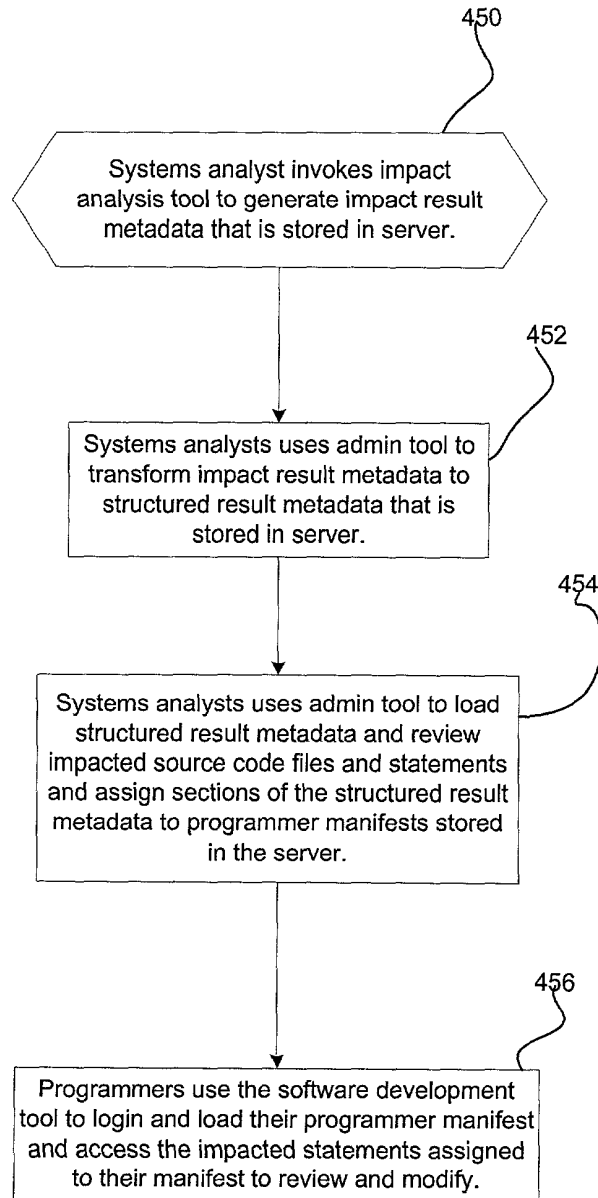 450
Systems analyst invokes impact
analysis tool to generate impact result
metadata that is stored in server.
452
Systems analysts uses admin tool to
transform impact result metadata to
structured result metadata that is
stored in server.
454
Systems analysts uses admin tool to load
structured result metadata and review
impacted source code files and statements
and assign sections of the structured result
metadata to programmer manifests stored
in the server.
456
Programmers use the software development
tool to login and load their programmer manifest
and access the impacted statements assigned
to their manifest to review and modify.